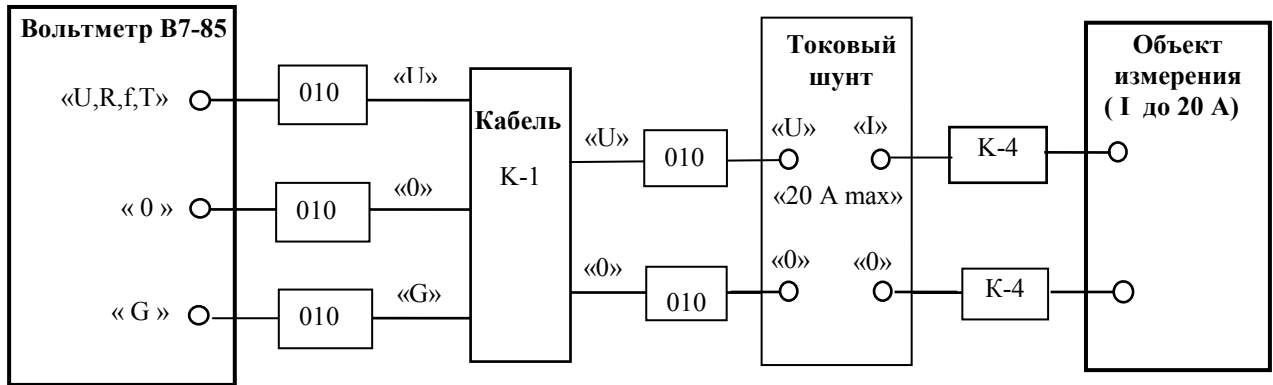 Вольтметр В7-85
«U,R,f,T»
010
«U»
« 0 »
010
«0»
« G »
010
«G»
Кабель
К-1
«U»
010
«0»
010
Токовый
шунт
«U» «I»
«20 A max»
«0» «0»
К-4
К-4
Объект
измерения
( I до 20 А)